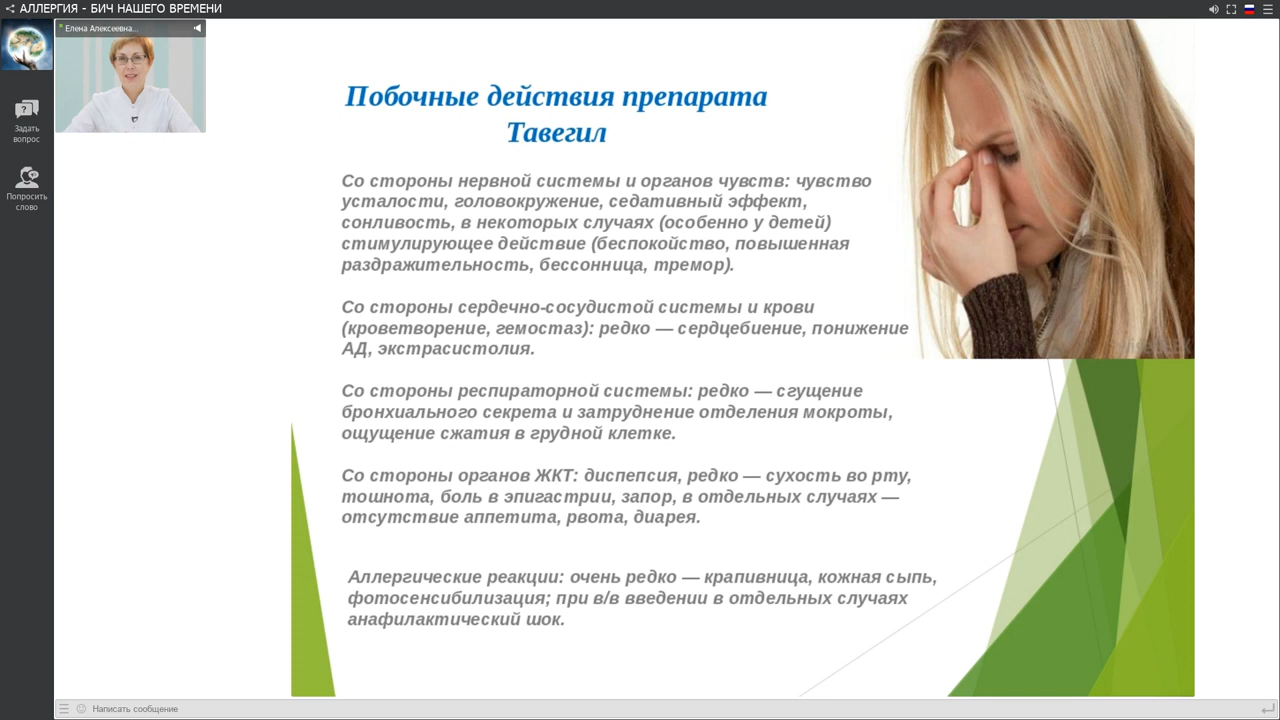 АЛЛЕРГИЯ - БИЧ НАШЕГО ВРЕМЕНИ
Елена Алексеевна...
Задать
вопрос
Попросить
слово
Побочные действия препарата
Тавегил
Со стороны нервной системы и органов чувств: чувство
усталости, головокружение, седативный эффект,
сонливость, в некоторых случаях (особенно у детей)
стимулирующее действие (беспокойство, повышенная
раздражительность, бессонница, тремор).
Со стороны сердечно-сосудистой системы и крови
(кроветворение, гемостаз): редко — сердцебиение, понижение
АД, экстрасистолия.
Со стороны респираторной системы: редко — сгущение
бронхиального секрета и затруднение отделения мокроты,
ощущение сжатия в грудной клетке.
Со стороны органов ЖКТ: диспепсия, редко — сухость во рту,
тошнота, боль в эпигастрии, запор, в отдельных случаях —
отсутствие аппетита, рвота, диарея.
Аллергические реакции: очень редко — крапивница, кожная сыпь,
фотосенсибилизация; при в/в введении в отдельных случаях
анафилактический шок.
Написать сообщение